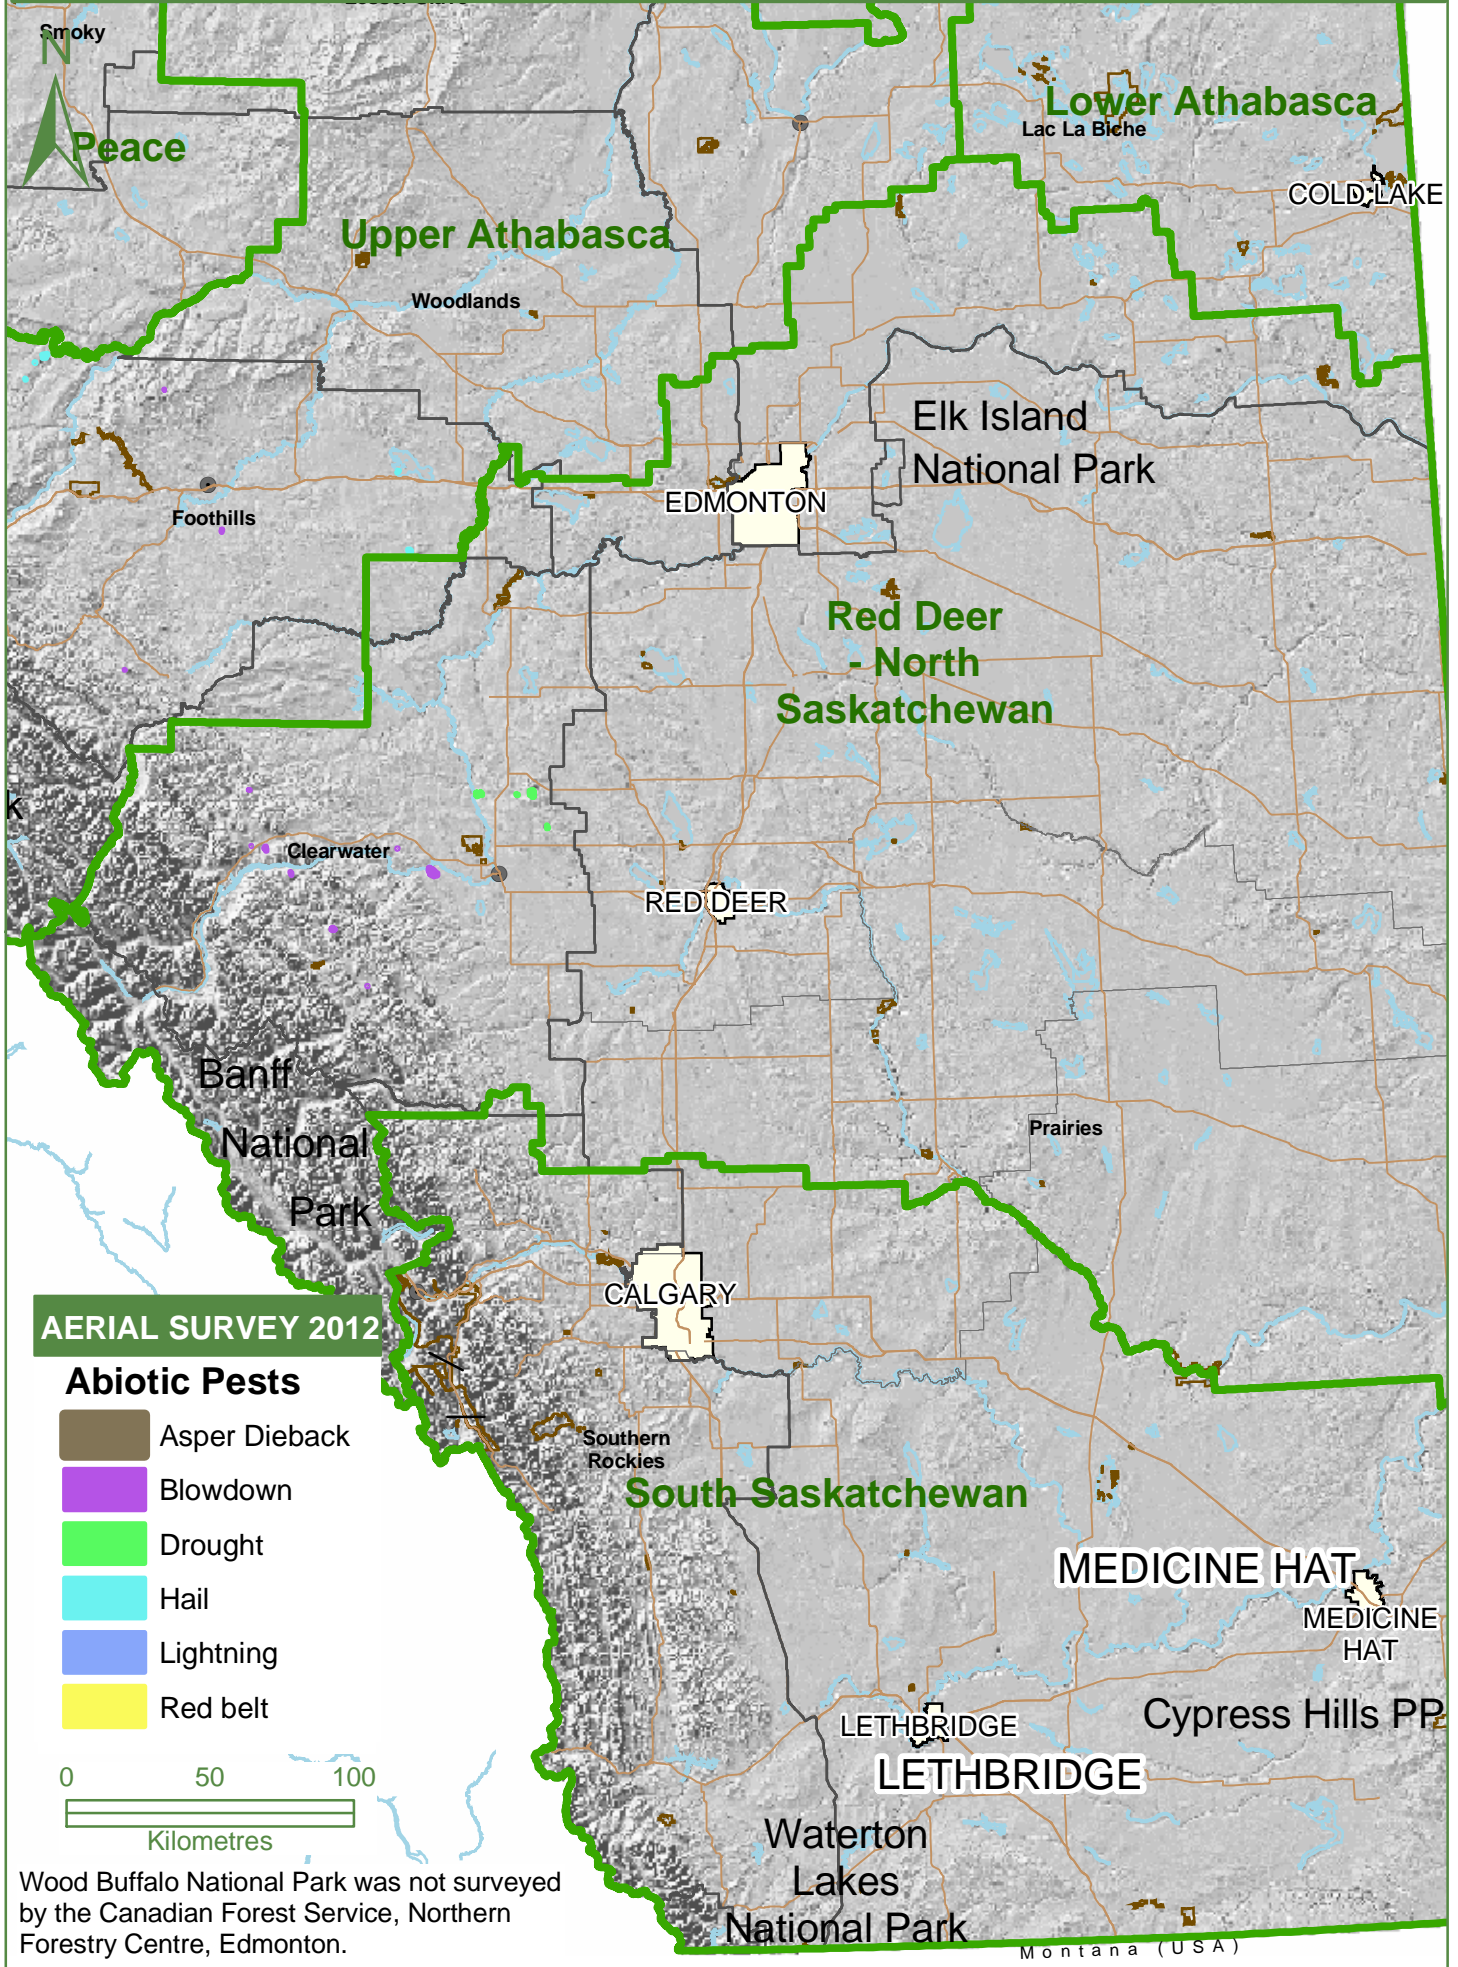 Smoky
N
Peace
Lower Athabasca
Lac La Biche
COLD LAKE
Upper Athabasca
Woodlands
Elk Island
National Park
EDMONTON
Foothills
Red Deer
- North
Saskatchewan
k
Clearwater
RED DEER
Banff
National
Park
Prairies
CALGARY
AERIAL SURVEY 2012
Abiotic Pests
Asper Dieback
Blowdown
Drought
Hail
Lightning
Red belt
Southern
Rockies
South Saskatchewan
MEDICINE HAT
MEDICINE
HAT
Cypress Hills PP
LETHBRIDGE
LETHBRIDGE
0 50 100
Kilometres
Waterton
Lakes
National Park
Montana (USA)
Wood Buffalo National Park was not surveyed
by the Canadian Forest Service, Northern
Forestry Centre, Edmonton.